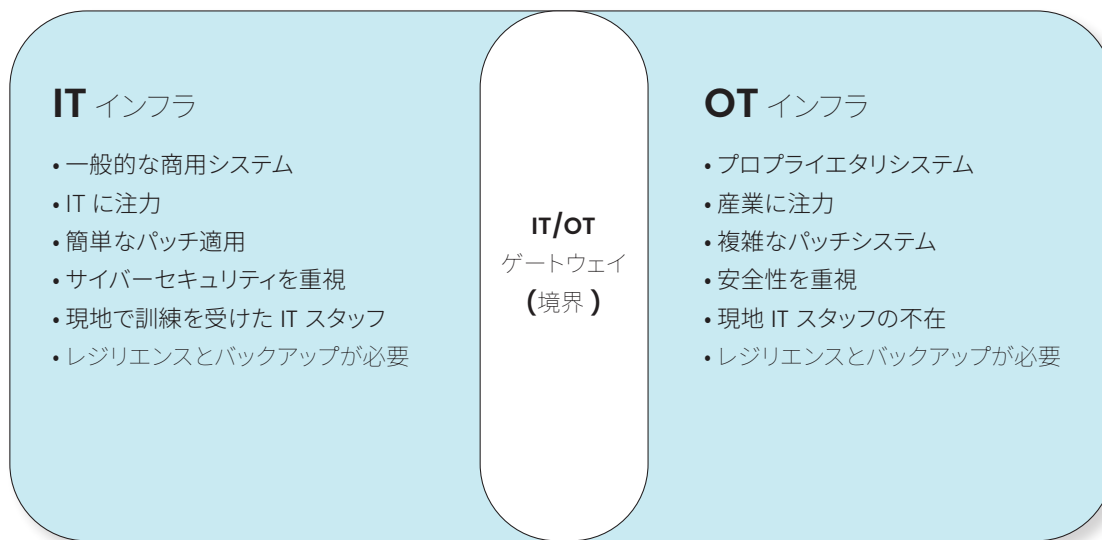 IT インフラ
• 一般的な商用システム
• IT に注力
• 簡単なパッチ適用
• サイバーセキュリティを重視
• 現地で訓練を受けた IT スタッフ
• レジリエンスとバックアップが必要
IT/OT
ゲートウェイ
(境界 )
OT インフラ
• プロプライエタリシステム
• 産業に注力
• 複雑なパッチシステム
• 安全性を重視
• 現地 IT スタッフの不在
• レジリエンスとバックアップが必要